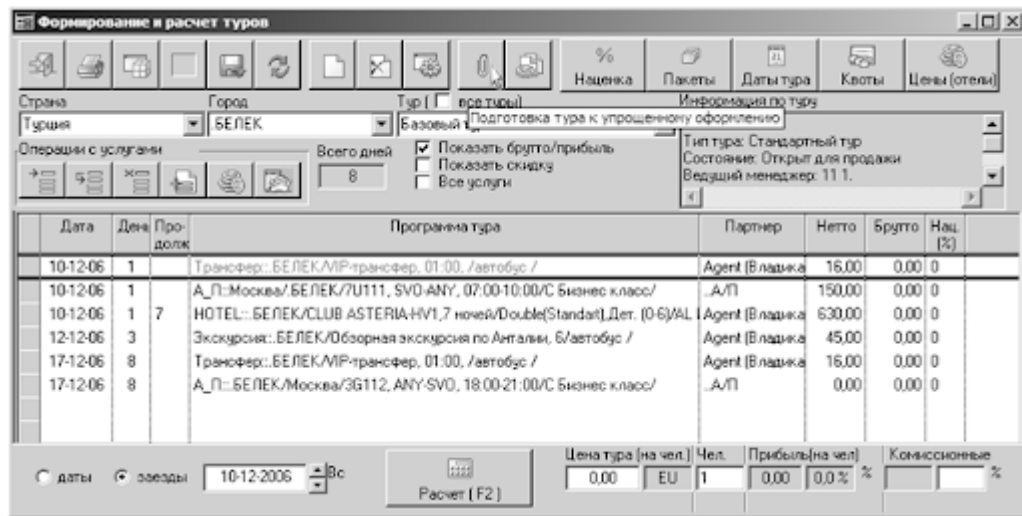 Формирование и расчет туров
% Наценка Пакеты 21 Даты тура Квоты Цены (отели)
Страна Город Тур ( все туры) Информация по туру
Турция .БЕЛЕК Базовый
Подготовка тура к упрощенному оформлению
Тип тура: Стандартный тур
Состояние: Открыт для продажи
Ведущий менеджер: 11 1.
Операции с услугами Всего дней Показать брутто/прибыль
8 Показать скидку
Все услуги
Дата День Про-должк Программа тура Партнер Нетто Брутто Нац. (%)
10-12-06 1 Трансфер::.БЕЛЕК/VIP-трансфер, 01:00, /автобус / Agent (Владика 16,00 0,00 0
10-12-06 1 А_П::Москва/.БЕЛЕК/7U111, SVO-ANY, 07:00-10:00/С Бизнес класс/ ..А/П 150,00 0,00 0
10-12-06 1 7 HOTEL::.БЕЛЕК/CLUB ASTERIA-HV1,7 ночей/Double(Standart),Дет. (0-6)/AL Agent (Владика 630,00 0,00 0
12-12-06 3 Экскурсия::.БЕЛЕК/Обзорная экскурсия по Анталии, 6/автобус / Agent (Владика 45,00 0,00 0
17-12-06 8 Трансфер::.БЕЛЕК/VIP-трансфер, 01:00, /автобус / Agent (Владика 16,00 0,00 0
17-12-06 8 А_П::.БЕЛЕК/Москва/3G112, ANY-SVO, 18:00-21:00/С Бизнес класс/ ..А/П 0,00 0,00 0
Цена тура (на чел.) Чел. Прибыль(на чел) Комиссионные
даты заезды 10-12-2006 Вс Расчет ( F2 ) 0,00 EU 1 0,00 0,0 % % %